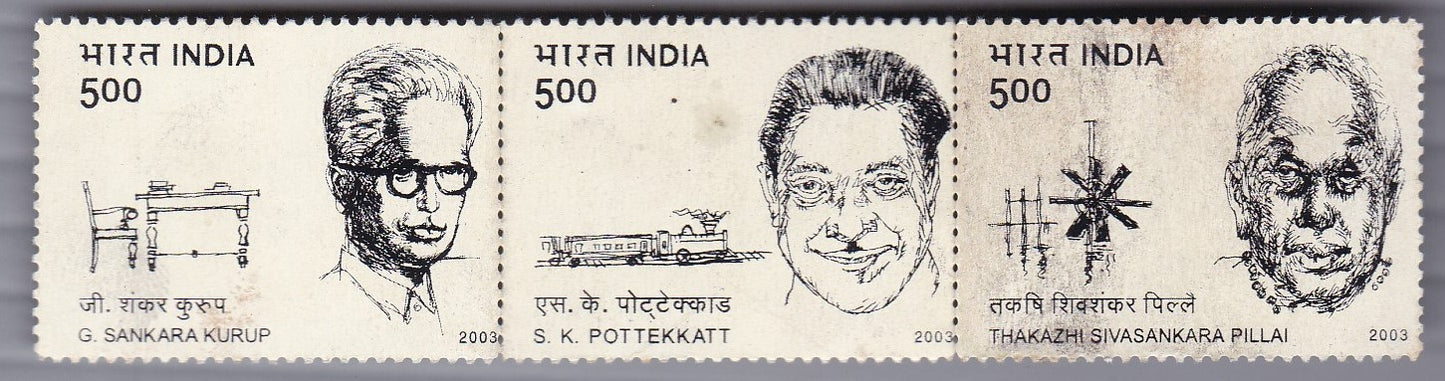 भारत INDIA
500
जी. शंकर कुरुप
G. SANKARA KURUP
2003
भारत INDIA
500
एस. के. पोट्टेक्काड
S. K. POTTEKKATT
2003
भारत INDIA
500
तकषि शिवशंकर पिल्लै
THAKAZHI SIVASANKARA PILLAI
2003